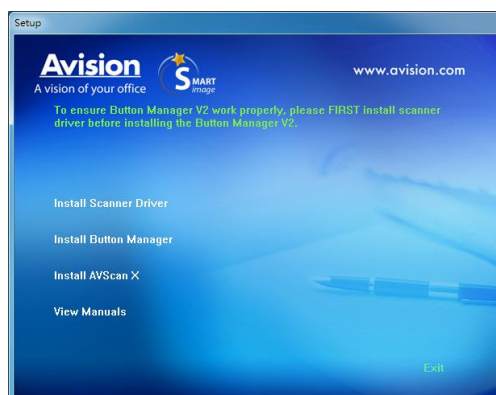 Setup
Avision
A vision of your office
SMART
image
www.avision.com
To ensure Button Manager V2 work properly, please FIRST install scanner
driver before installing the Button Manager V2.
Install Scanner Driver
Install Button Manager
Install AVScan X
View Manuals
Exit